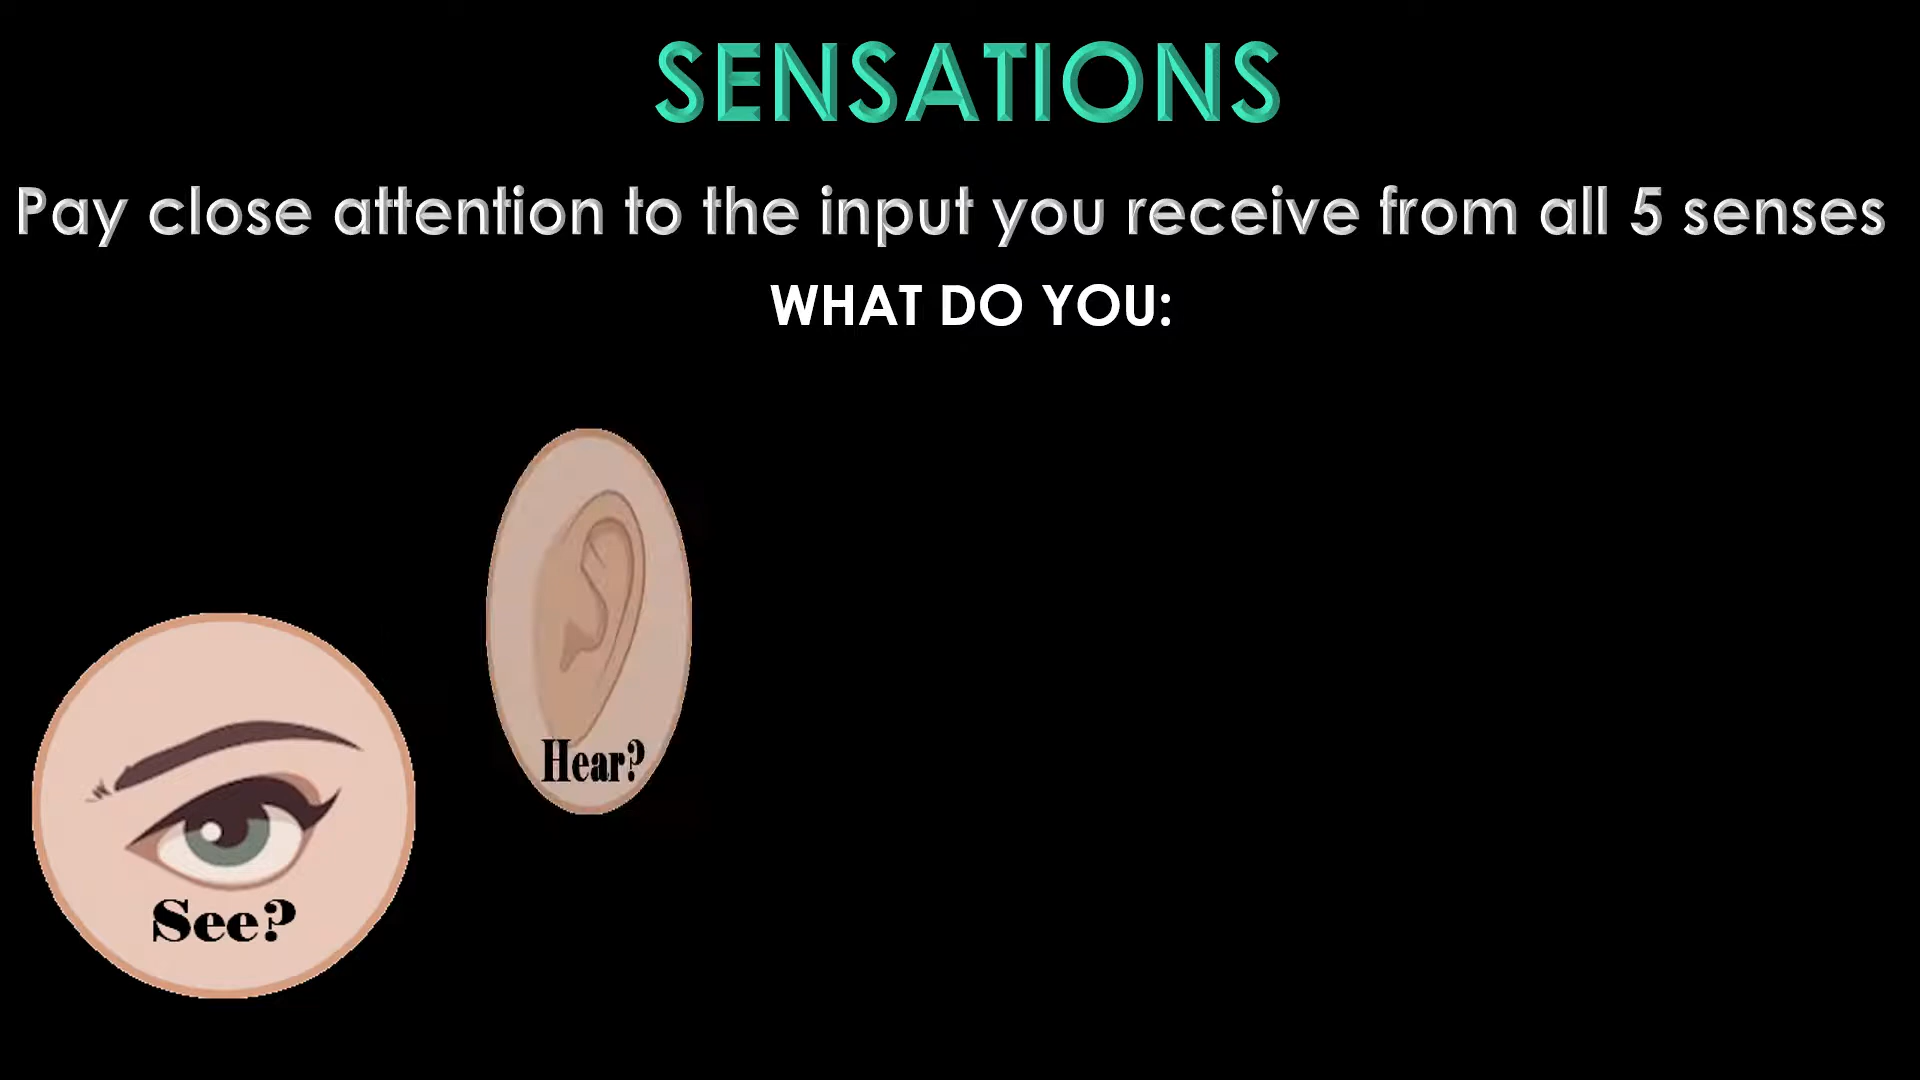 SENSATIONS
Pay close attention to the input you receive from all 5 senses
WHAT DO YOU:
Hear?
See?